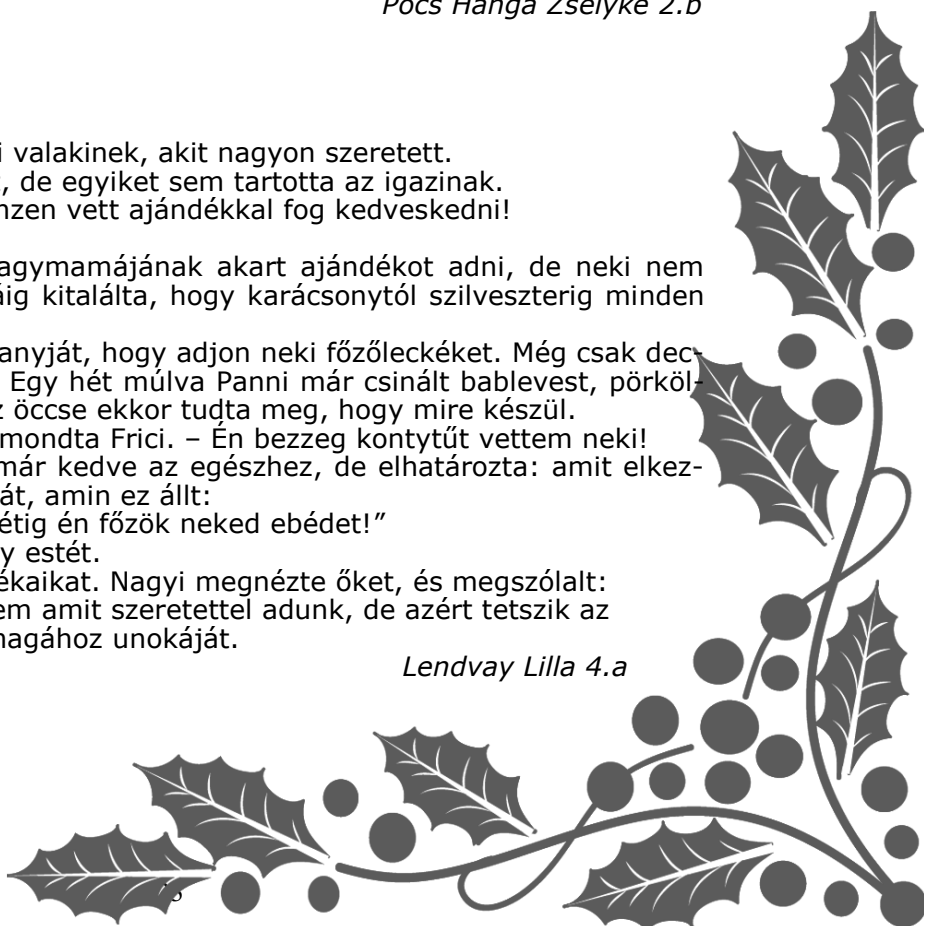 Pócs Hanga Zselyke 2.b
i valakinek, akit nagyon szeretett.
, de egyiket sem tartotta az igazinak.
nzen vett ajándékkal fog kedveskedni!
agymamájának akart ajándékot adni, de neki nem
áig kitalálta, hogy karácsonytól szilveszterig minden
anyját, hogy adjon neki főzőleckéket. Még csak dec-
Egy hét múlva Panni már csinált bablevest, pörköl-
z öccse ekkor tudta meg, hogy mire készül.
mondta Frici. – Én bezzeg kontytűt vettem neki!
már kedve az egészhez, de elhatározta: amit elkez-
át, amin ez állt:
étig én főzök neked ebédet!”
y estét.
ékaikat. Nagyi megnézte őket, és megszólalt:
em amit szeretettel adunk, de azért tetszik az
magához unokáját.
Lendvay Lilla 4.a